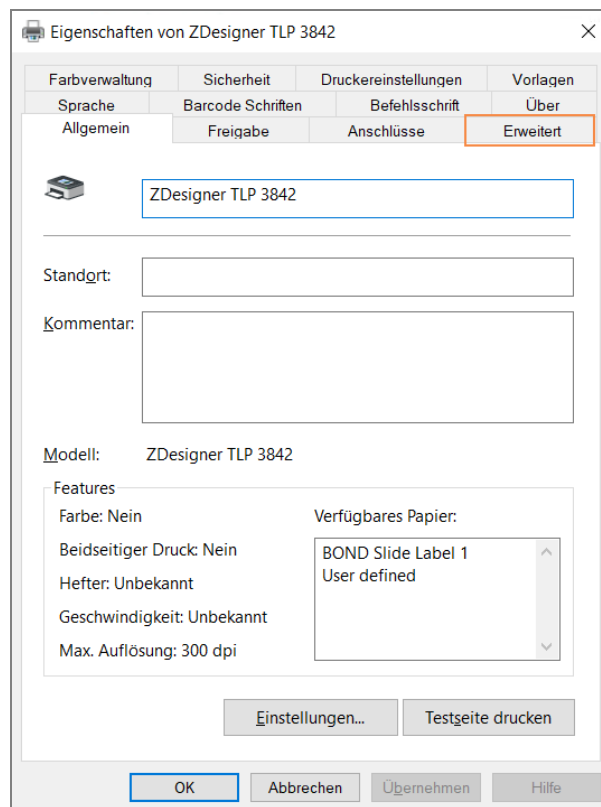 Eigenschaften von ZDesigner TLP 3842
Farbverwaltung Sicherheit Druckereinstellungen Vorlagen
Sprache Barcode Schriften Befehlsschrift Über
Allgemein Freigabe Anschlüsse Erweitert
ZDesigner TLP 3842
Standort:
Kommentar:
Modell: ZDesigner TLP 3842
Features
Farbe: Nein
Beidseitiger Druck: Nein
Hefter: Unbekannt
Geschwindigkeit: Unbekannt
Max. Auflösung: 300 dpi
Verfügbares Papier:
BOND Slide Label 1
User defined
Einstellungen... Testseite drucken
OK Abbrechen Übernehmen Hilfe